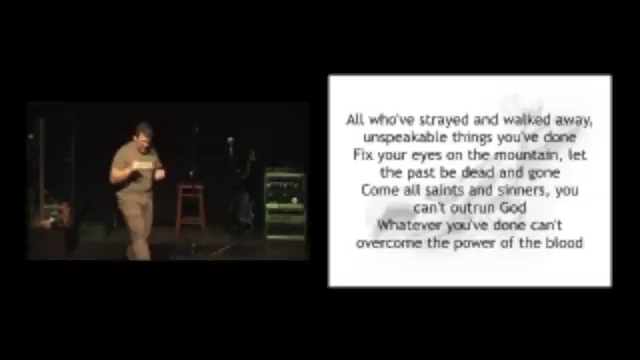 All who've strayed and walked away,
unspeakable things you've done
Fix your eyes on the mountain, let
the past be dead and gone
Come all saints and sinners, you
can't outrun God
Whatever you've done can't
overcome the power of the blood